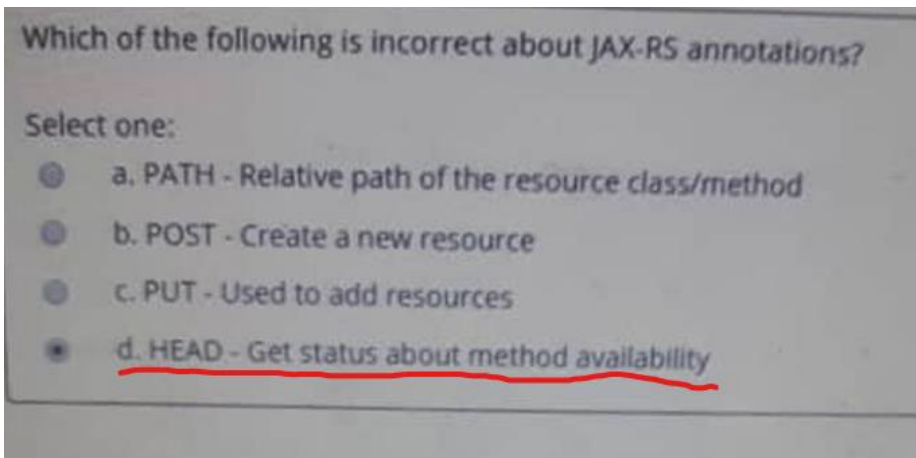 Which of the following is incorrect about JAX-RS annotations?
Select one:
a. PATH - Relative path of the resource class/method
b. POST - Create a new resource
c. PUT - Used to add resources
d. HEAD - Get status about method availability